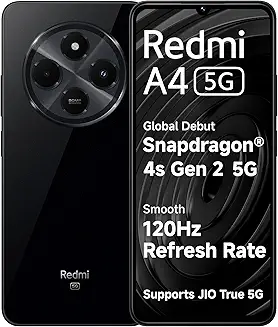 Redmi
5G
Redmi
A4 5G
Global Debut
Snapdragon®
4s Gen 2 5G
Smooth
120Hz
Refresh Rate
Supports JIO True 5G